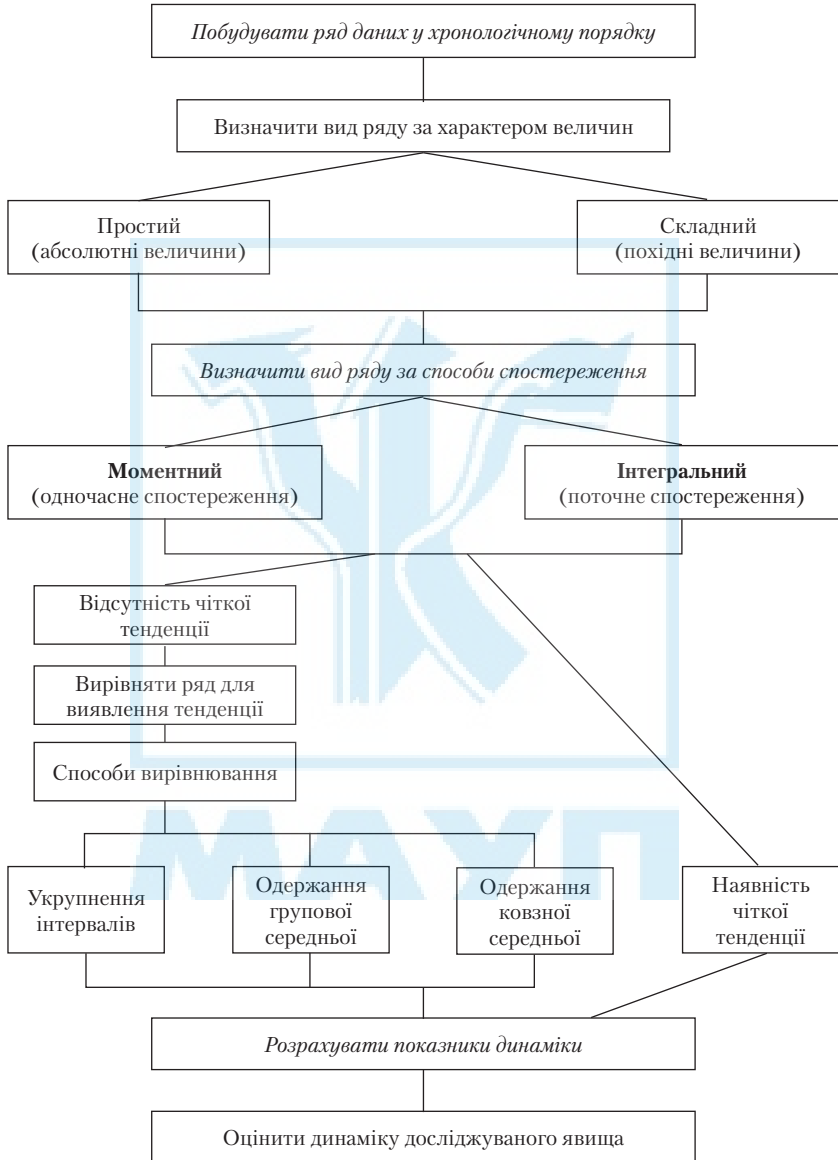 Побудувати ряд даних у хронологічному порядку
Визначити вид ряду за характером величин
Простий
(абсолютні величини)
Складний
(похідні величини)
Визначити вид ряду за способи спостереження
Моментний
(одночасне спостереження)
Інтегральний
(поточне спостереження)
Відсутність чіткої
тенденції
Вирівняти ряд для
виявлення тенденції
Способи вирівнювання
МАУП
Укрупнення
інтервалів
Одержання
групової
середньої
Одержання
ковзної
середньої
Наявність
чіткої
тенденції
Розрахувати показники динаміки
Оцінити динаміку досліджуваного явища